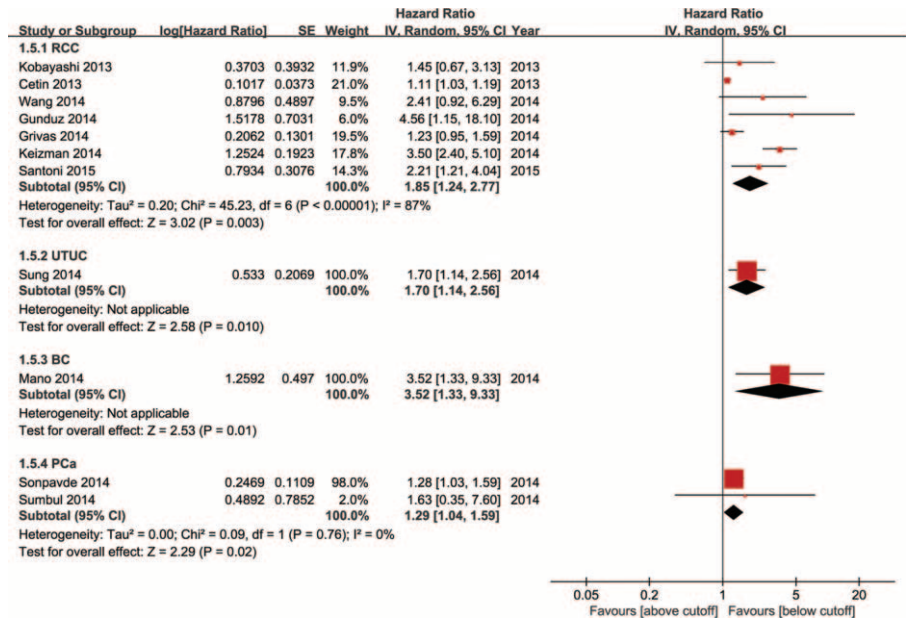 Hazard Ratio Hazard Ratio
Study or Subgroup log[Hazard Ratio] SE Weight IV, Random, 95% CI Year IV, Random, 95% CI
1.5.1 RCC
Kobayashi 2013 0.3703 0.3932 11.9% 1.45 [0.67, 3.13] 2013
Cetin 2013 0.1017 0.0373 21.0% 1.11 [1.03, 1.19] 2013
Wang 2014 0.8796 0.4897 9.5% 2.41 [0.92, 6.29] 2014
Gunduz 2014 1.5178 0.7031 6.0% 4.56 [1.15, 18.10] 2014
Grivas 2014 0.2062 0.1301 19.5% 1.23 [0.95, 1.59] 2014
Keizman 2014 1.2524 0.1923 17.8% 3.50 [2.40, 5.10] 2014
Santoni 2015 0.7934 0.3076 14.3% 2.21 [1.21, 4.04] 2015
Subtotal (95% CI) 100.0% 1.85 [1.24, 2.77]
Heterogeneity: Tau² = 0.20; Chi² = 45.23, df = 6 (P < 0.00001); I² = 87%
Test for overall effect: Z = 3.02 (P = 0.003)
1.5.2 UTUC
Sung 2014 0.533 0.2069 100.0% 1.70 [1.14, 2.56] 2014
Subtotal (95% CI) 100.0% 1.70 [1.14, 2.56]
Heterogeneity: Not applicable
Test for overall effect: Z = 2.58 (P = 0.010)
1.5.3 BC
Mano 2014 1.2592 0.497 100.0% 3.52 [1.33, 9.33] 2014
Subtotal (95% CI) 100.0% 3.52 [1.33, 9.33]
Heterogeneity: Not applicable
Test for overall effect: Z = 2.53 (P = 0.01)
1.5.4 PCa
Sonpavde 2014 0.2469 0.1109 98.0% 1.28 [1.03, 1.59] 2014
Sumbul 2014 0.4892 0.7852 2.0% 1.63 [0.35, 7.60] 2014
Subtotal (95% CI) 100.0% 1.29 [1.04, 1.59]
Heterogeneity: Tau² = 0.00; Chi² = 0.09, df = 1 (P = 0.76); I² = 0%
Test for overall effect: Z = 2.29 (P = 0.02)
0.05 0.2 1 5 20
Favours [above cutoff] Favours [below cutoff]